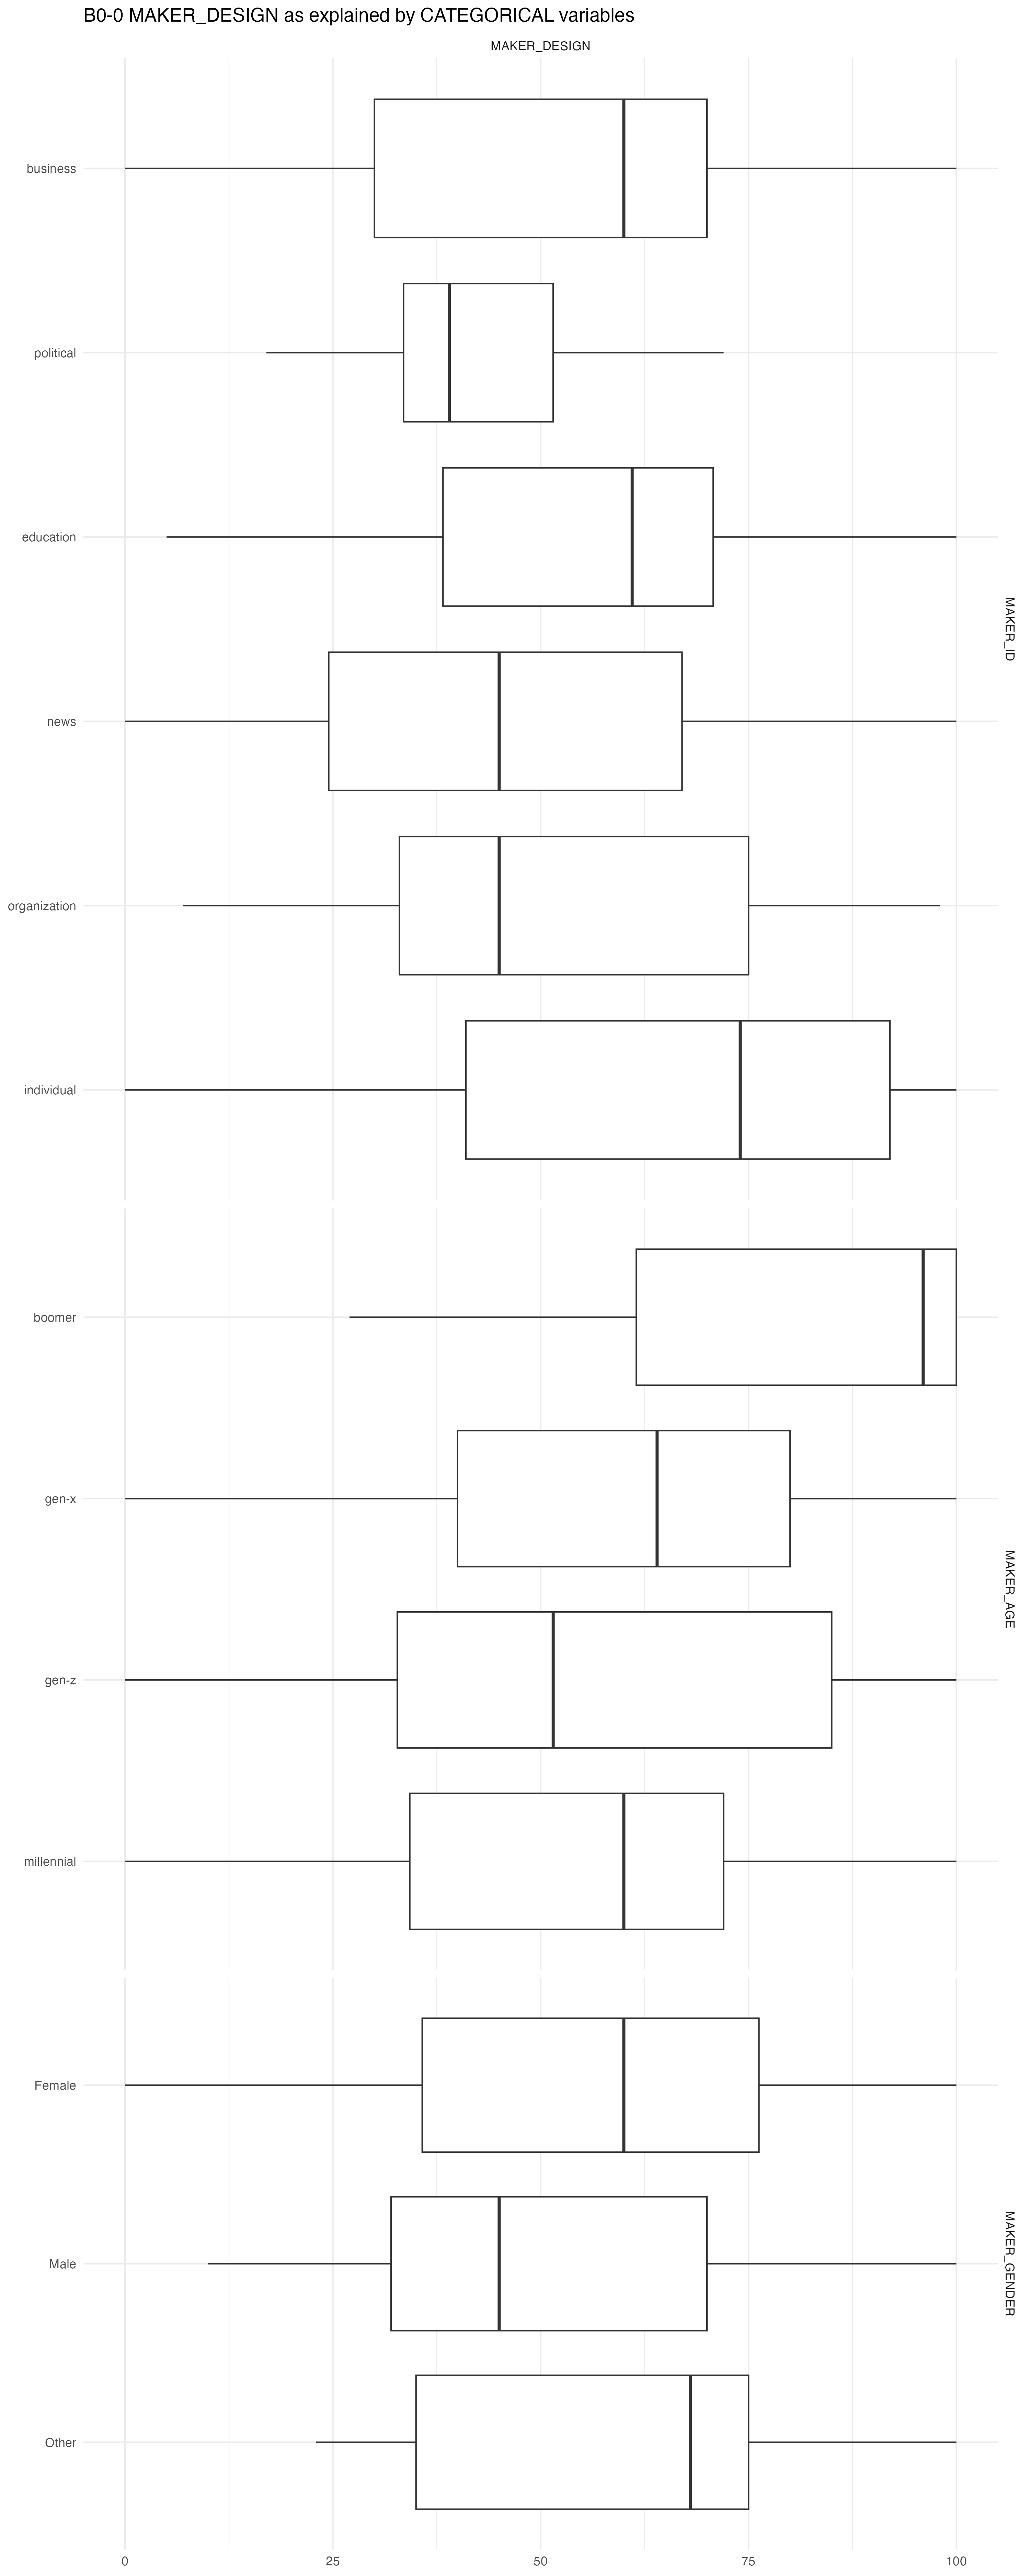 B0-0 MAKER_DESIGN as explained by CATEGORICAL variables
MAKER_DESIGN
business
political
education
news
organization
individual
MAKER_ID
boomer
gen-x
gen-z
millennial
MAKER_AGE
Female
Male
Other
MAKER_GENDER
0 25 50 75 100